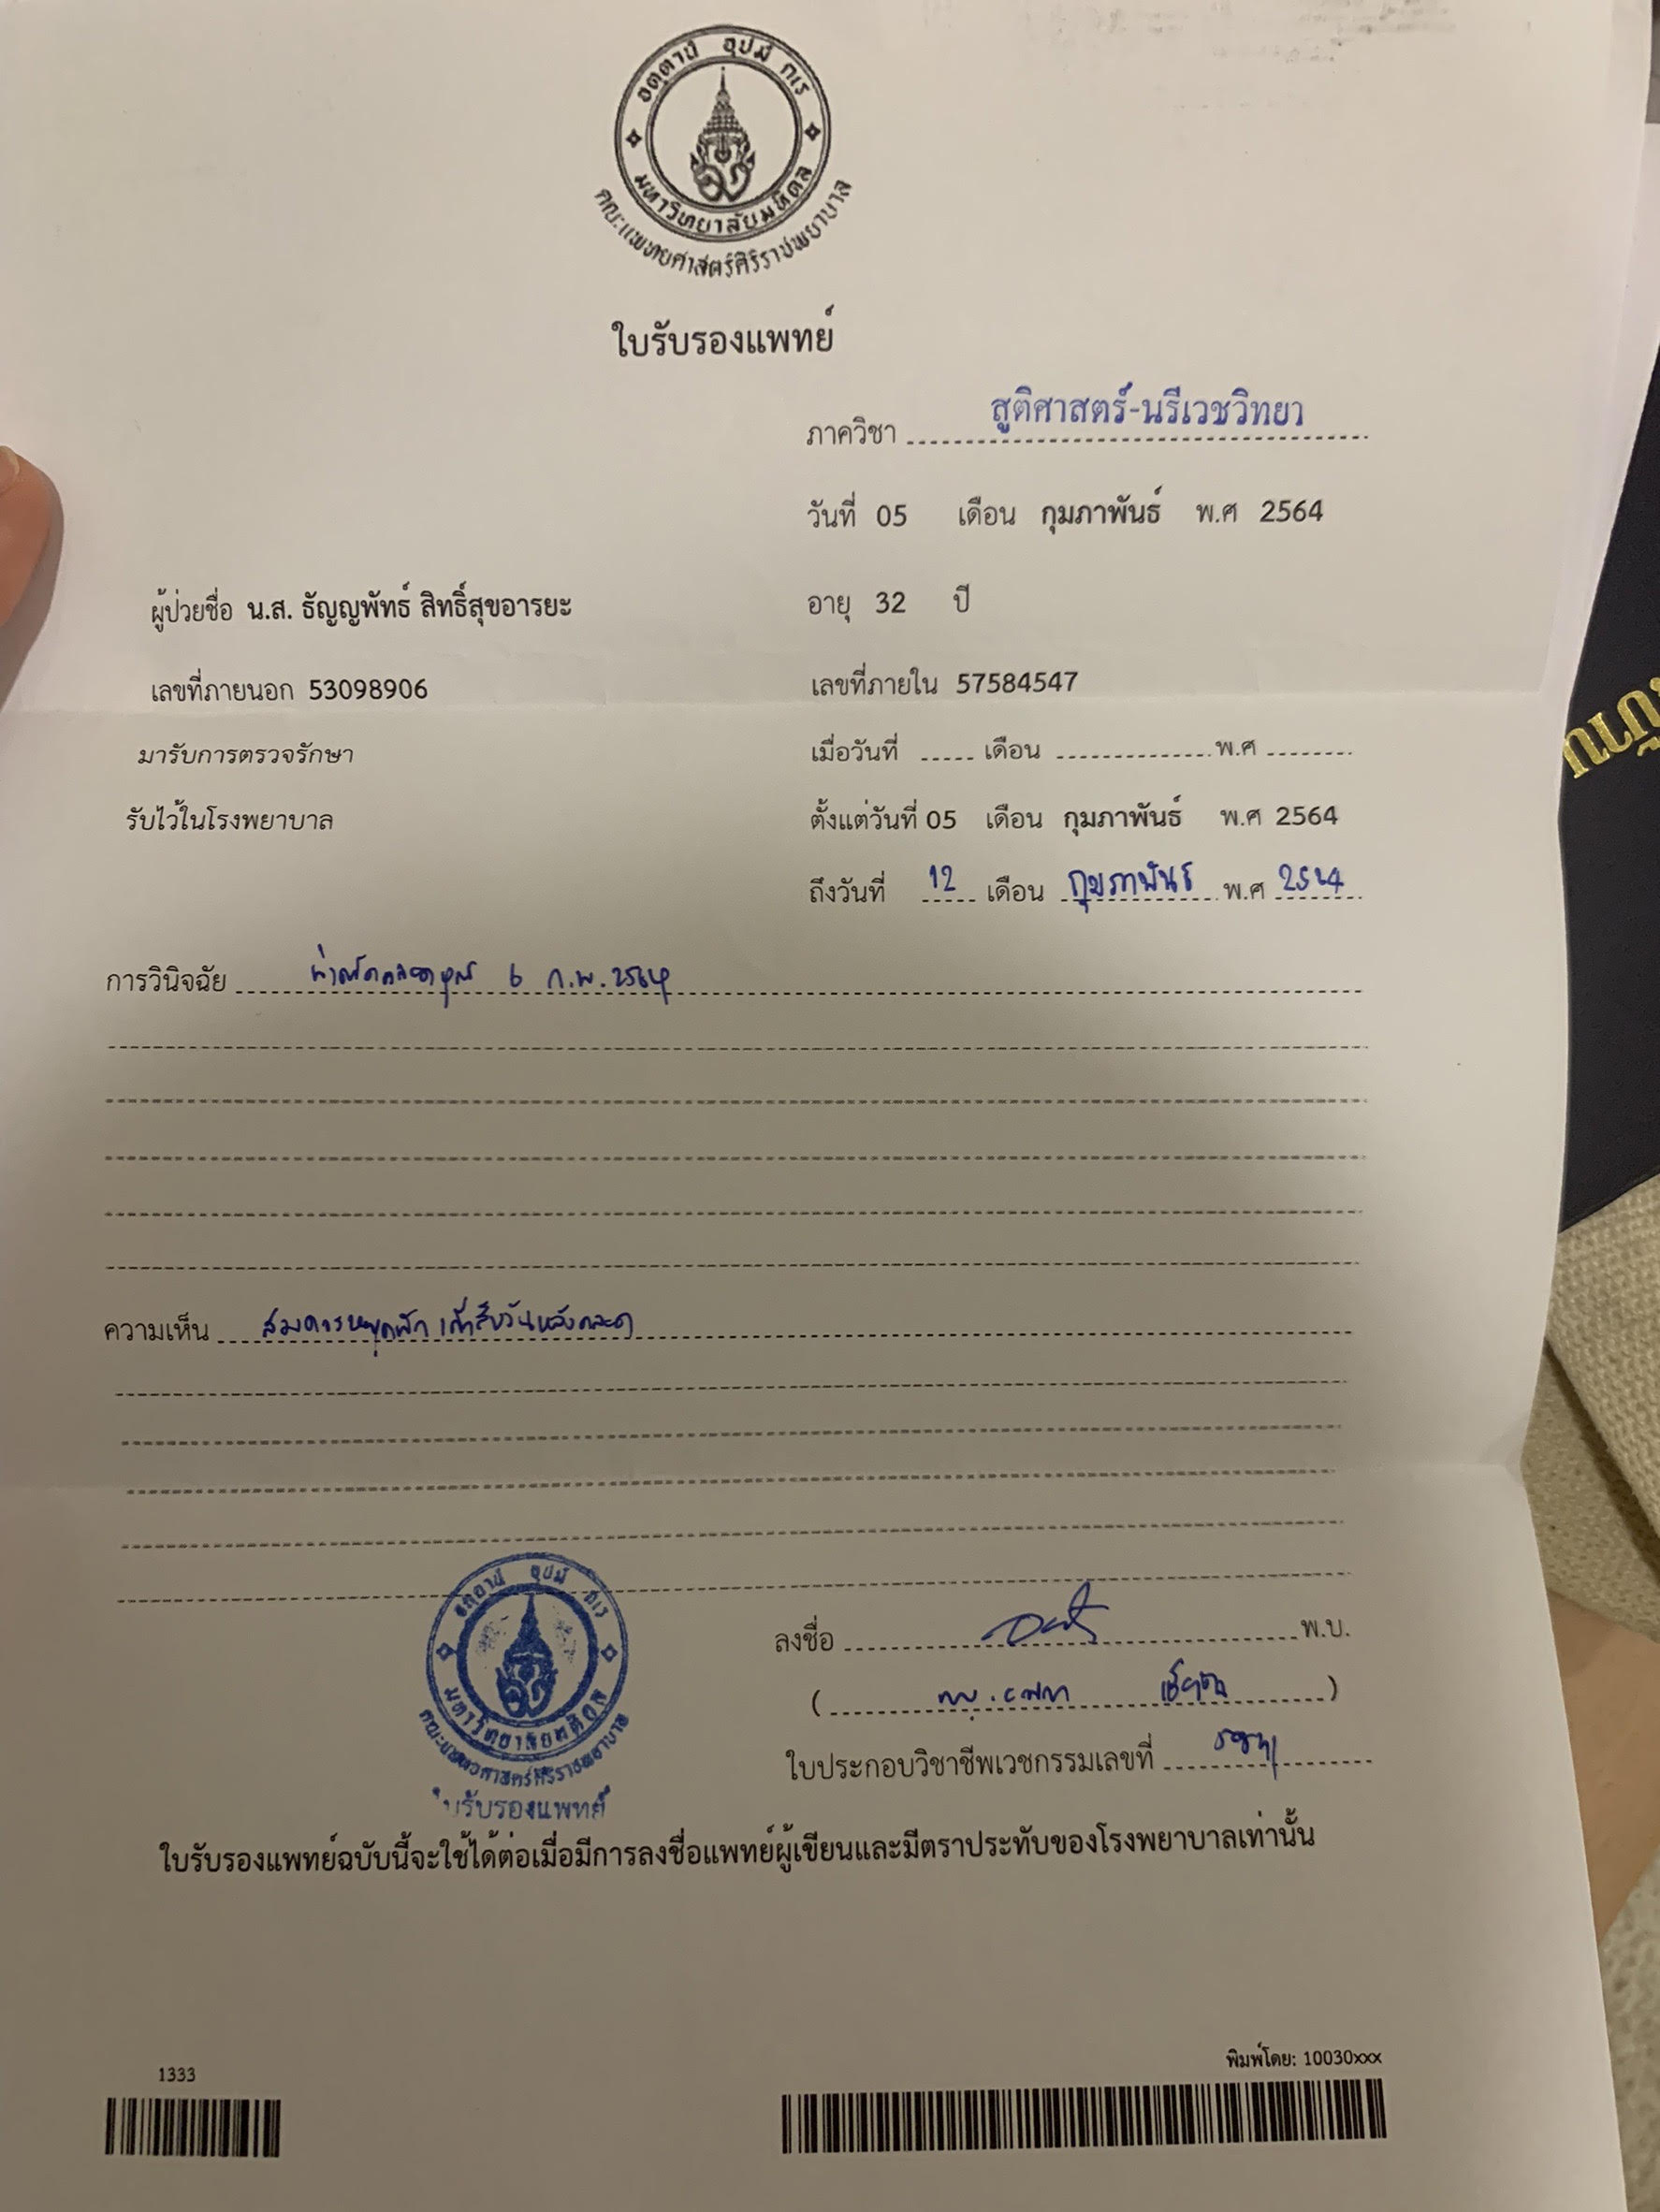 อตฺตานํ อุปมํ กเร
มหาวิทยาลัยมหิดล
คณะแพทยศาสตร์ศิริราชพยาบาล
ใบรับรองแพทย์
ภาควิชา สูติศาสตร์-นรีเวชวิทยา
วันที่ 05 เดือน กุมภาพันธ์ พ.ศ 2564
ผู้ป่วยชื่อ น.ส. ธัญญพัทธ์ สิทธิ์สุขอารยะ อายุ 32 ปี
เลขที่ภายนอก 53098906 เลขที่ภายใน 57584547
มารับการตรวจรักษา เมื่อวันที่ ..... เดือน .............. พ.ศ ........
รับไว้ในโรงพยาบาล ตั้งแต่วันที่ 05 เดือน กุมภาพันธ์ พ.ศ 2564
ถึงวันที่ 12 เดือน กุมภาพันธ์ พ.ศ 2564
การวินิจฉัย ผ่าตัดคลอดบุตร 6 ก.พ. 2564
ความเห็น สมควรหยุดพัก เก้าสิบวันหลังคลอด
อตฺตานํ อุปมํ กเร
มหาวิทยาลัยมหิดล
คณะแพทยศาสตร์ศิริราชพยาบาล
ใบรับรองแพทย์
ลงชื่อ พ.บ.
ใบประกอบวิชาชีพเวชกรรมเลขที่
ใบรับรองแพทย์ฉบับนี้จะใช้ได้ต่อเมื่อมีการลงชื่อแพทย์ผู้เขียนและมีตราประทับของโรงพยาบาลเท่านั้น
1333
พิมพ์โดย: 10030xxx